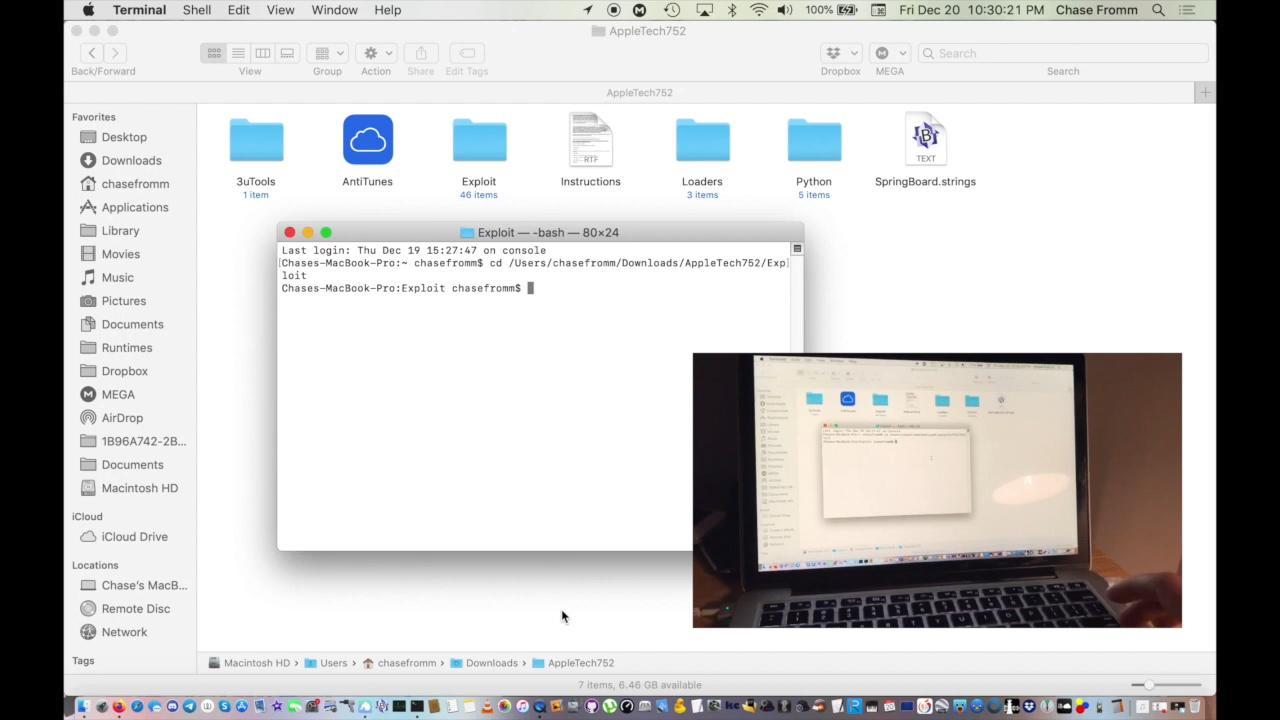 Terminal Shell Edit View Window Help 100% Fri Dec 20 10:30:21 PM Chase Fromm
AppleTech752
Back/Forward View Group Action Share Edit Tags Dropbox MEGA Search
Search
AppleTech752
Favorites
Desktop
Downloads
chasefromm
Applications
Library
Movies
Music
Pictures
Documents
Runtimes
Dropbox
MEGA
AirDrop
1B96A742-2B...
Documents
Macintosh HD
iCloud
iCloud Drive
Locations
Chase's MacB...
Remote Disc
Network
Tags
3uTools
1 item
AntiTunes
Exploit
46 items
RTF
Instructions
Loaders
3 items
Python
5 items
B
TEXT
SpringBoard.strings
Exploit — -bash — 80×24
Last login: Thu Dec 19 15:27:47 on console
[Chases-MacBook-Pro:~ chasefromm$ cd /Users/chasefromm/Downloads/AppleTech752/Exp]
loit
Chases-MacBook-Pro:Exploit chasefromm$
Macintosh HD › Users › chasefromm › Downloads › AppleTech752
7 items, 6.46 GB available